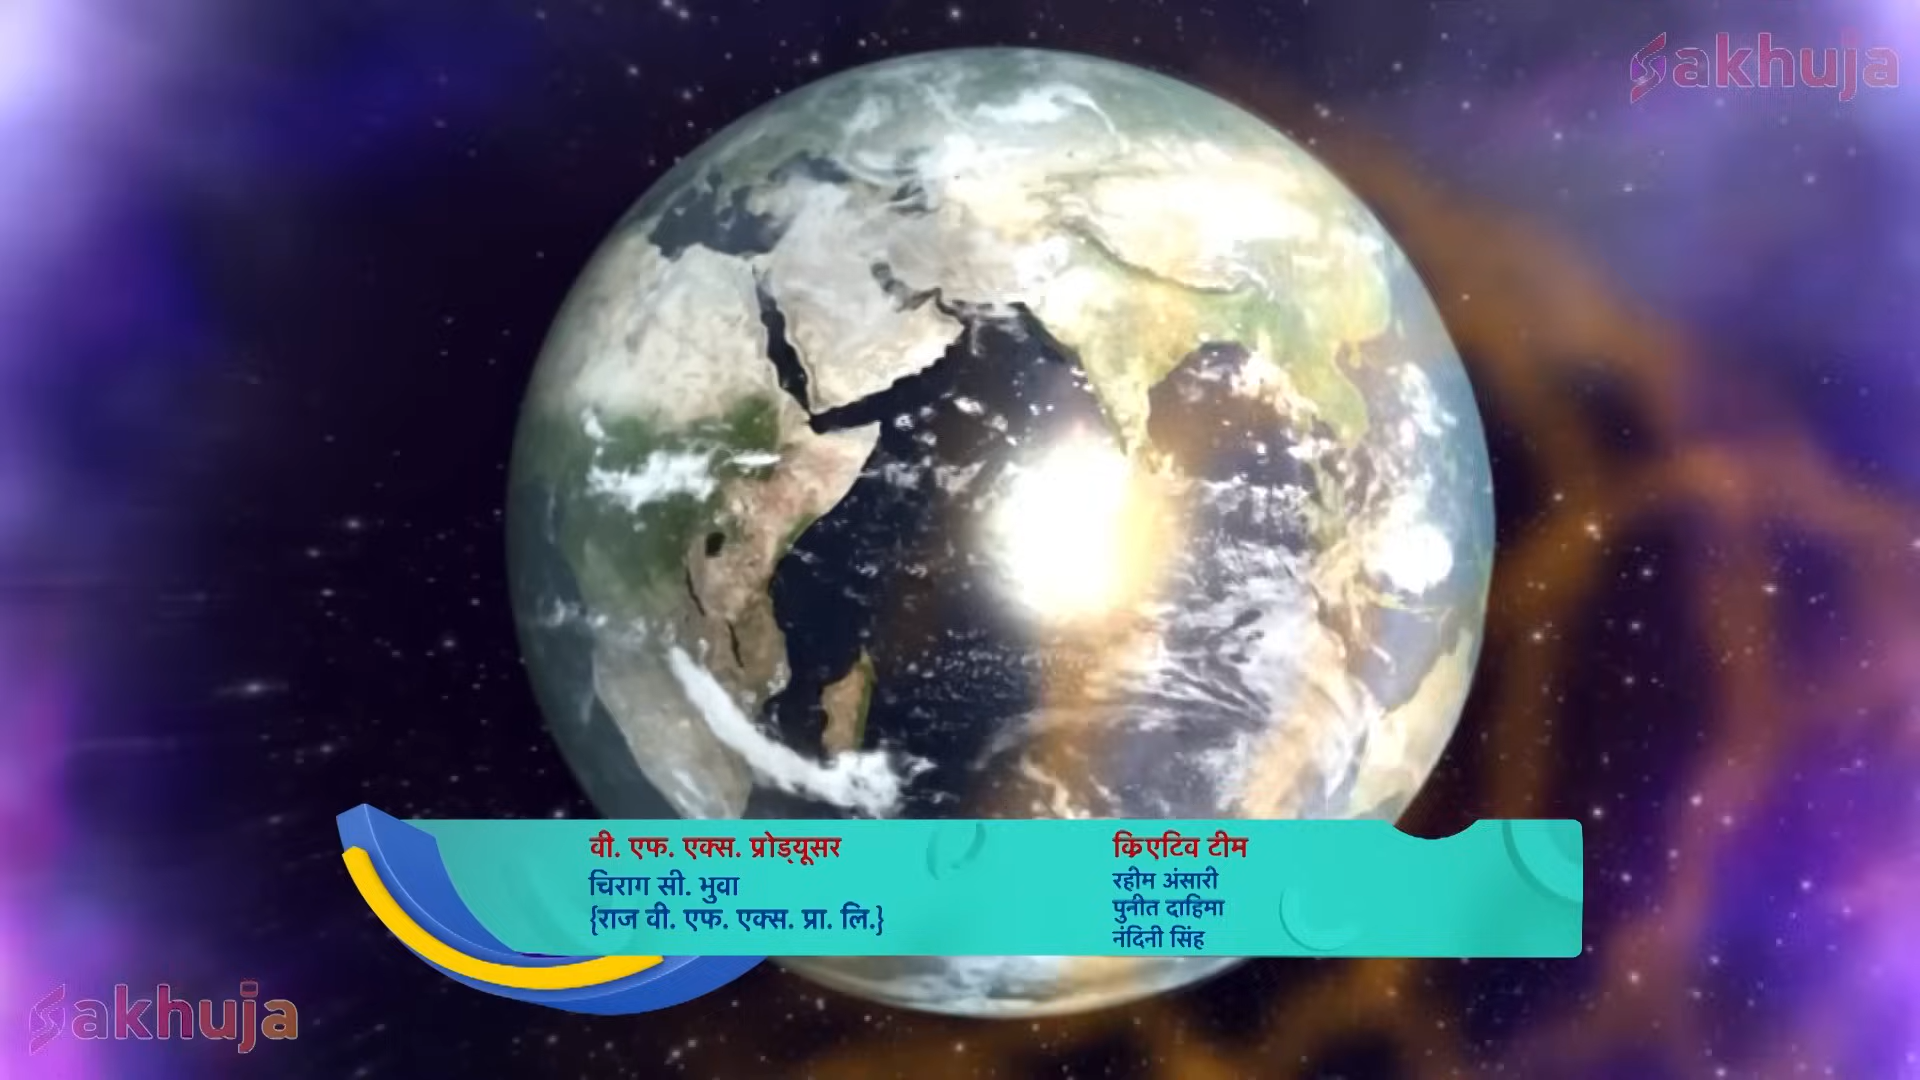 Sakhuja
वी. एफ. एक्स. प्रोड्यूसर
चिराग सी. भुवा
{राज वी. एफ. एक्स. प्रा. लि.}
क्रिएटिव टीम
रहीम अंसारी
पुनीत दाहिमा
नंदिनी सिंह
Sakhuja